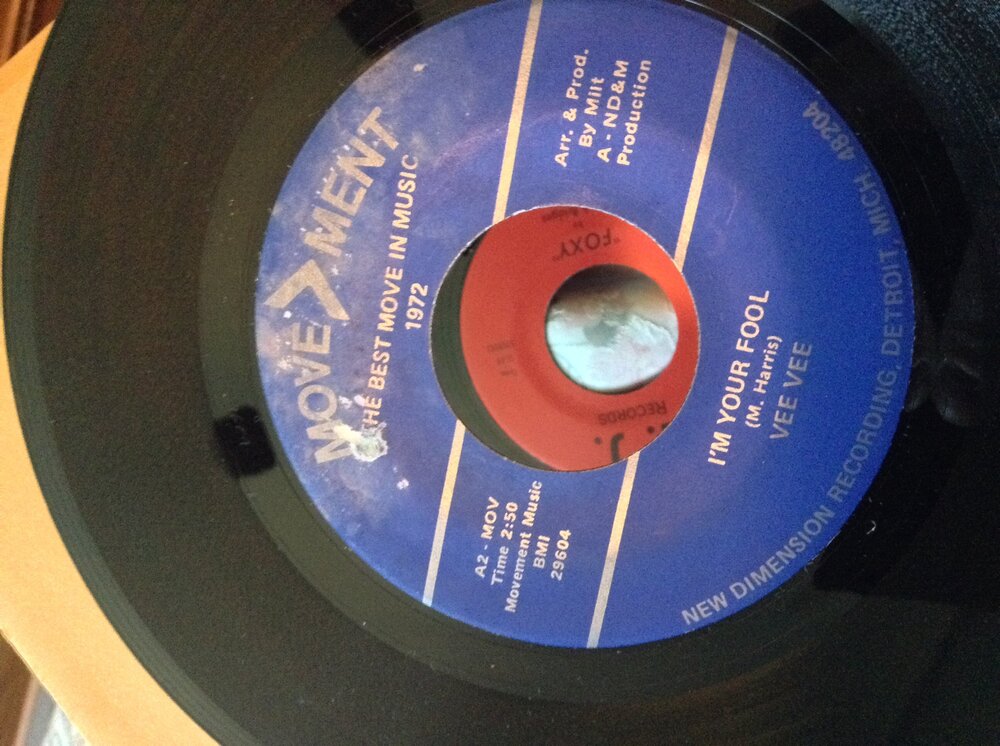 MOVE>MENT
THE BEST MOVE IN MUSIC
1972
A2 - MOV
Time 2:50
Movement Music
BMI
29604
Arr. & Prod.
By Milt
A - ND&M
Production
I'M YOUR FOOL
(M. Harris)
VEE VEE
NEW DIMENSION RECORDING, DETROIT, MICH 48204
"FOXY"
RECORDS